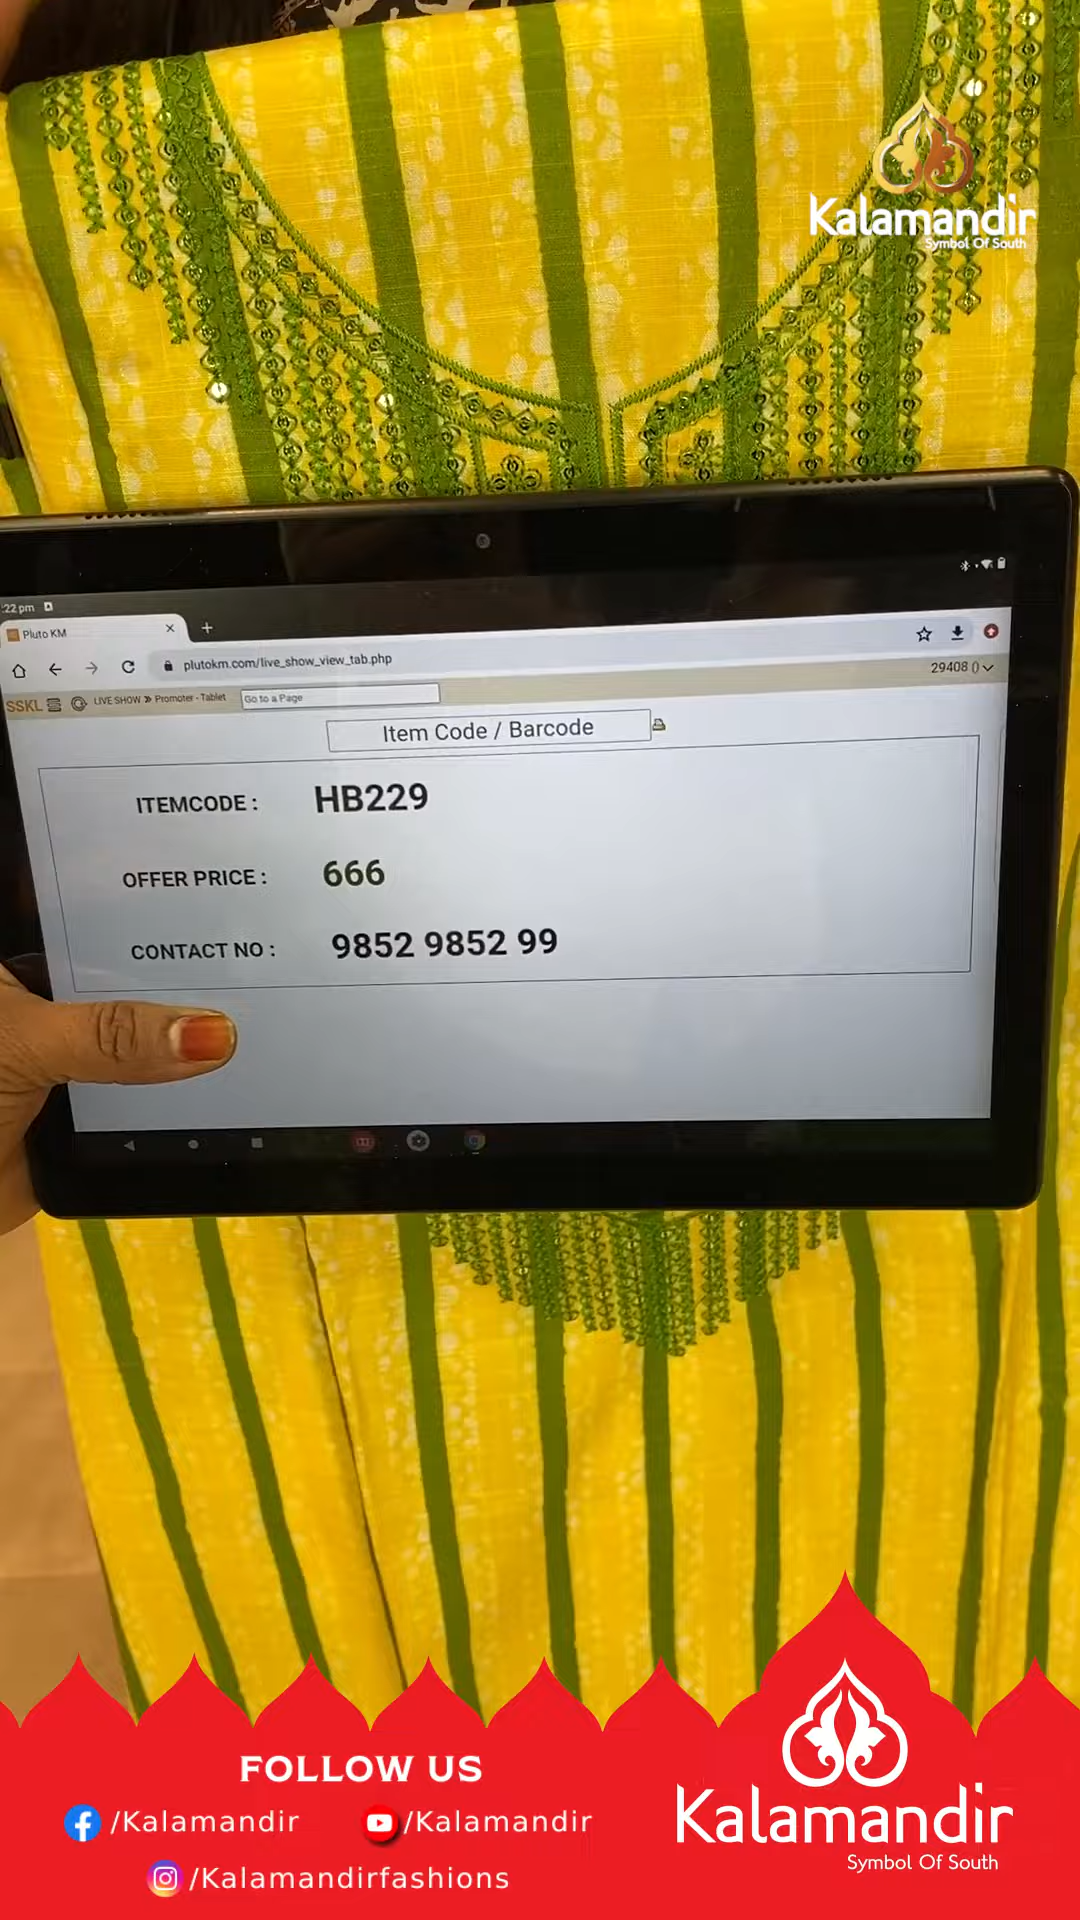 Kalamandir
Symbol Of South
:22 pm
Pluto KM
plutokm.com/live_show_view_tab.php
29408 ()
SSKL
LIVE SHOW » Promoter - Tablet
Go to a Page
Item Code / Barcode
ITEMCODE : HB229
OFFER PRICE : 666
CONTACT NO : 9852 9852 99
FOLLOW US
/Kalamandir
/Kalamandir
/Kalamandirfashions
Kalamandir
Symbol Of South